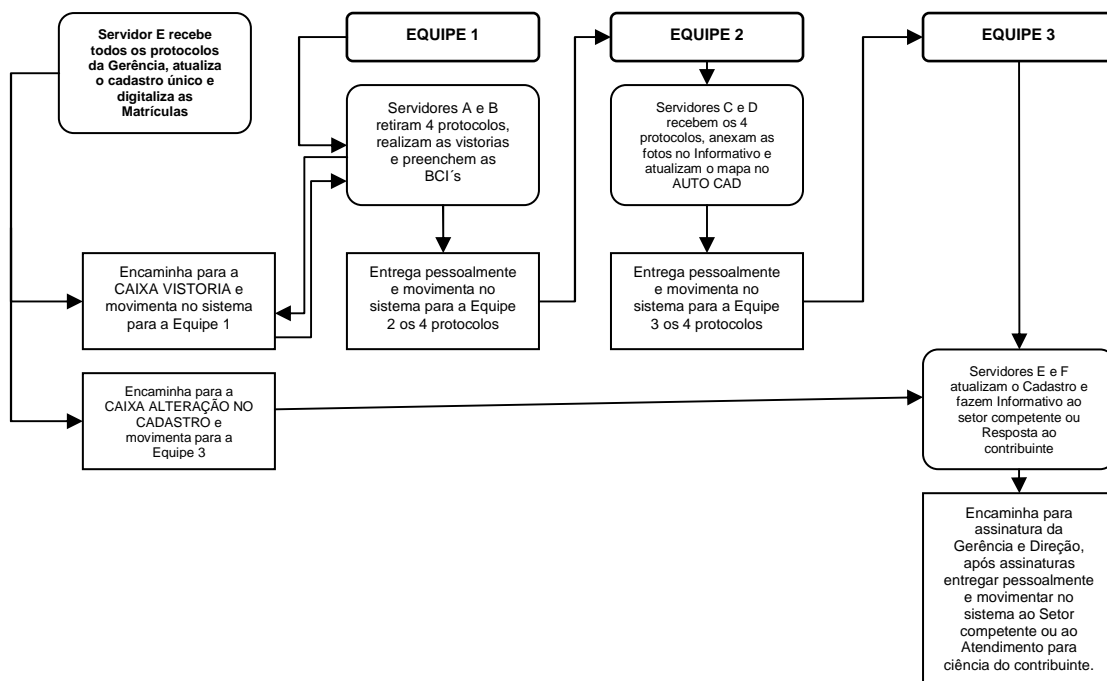 Servidor E recebe
todos os protocolos
da Gerência, atualiza
o cadastro único e
digitaliza as
Matrículas
EQUIPE 1
EQUIPE 2
EQUIPE 3
Servidores A e B
retiram 4 protocolos,
realizam as vistorias
e preenchem as
BCI´s
Servidores C e D
recebem os 4
protocolos, anexam as
fotos no Informativo e
atualizam o mapa no
AUTO CAD
Encaminha para a
CAIXA VISTORIA e
movimenta no sistema
para a Equipe 1
Entrega pessoalmente
e movimenta no
sistema para a Equipe
2 os 4 protocolos
Entrega pessoalmente
e movimenta no
sistema para a Equipe
3 os 4 protocolos
Encaminha para a
CAIXA ALTERAÇÃO NO
CADASTRO e
movimenta para a
Equipe 3
Servidores E e F
atualizam o Cadastro e
fazem Informativo ao
setor competente ou
Resposta ao
contribuinte
Encaminha para
assinatura da
Gerência e Direção,
após assinaturas
entregar pessoalmente
e movimentar no
sistema ao Setor
competente ou ao
Atendimento para
ciência do contribuinte.